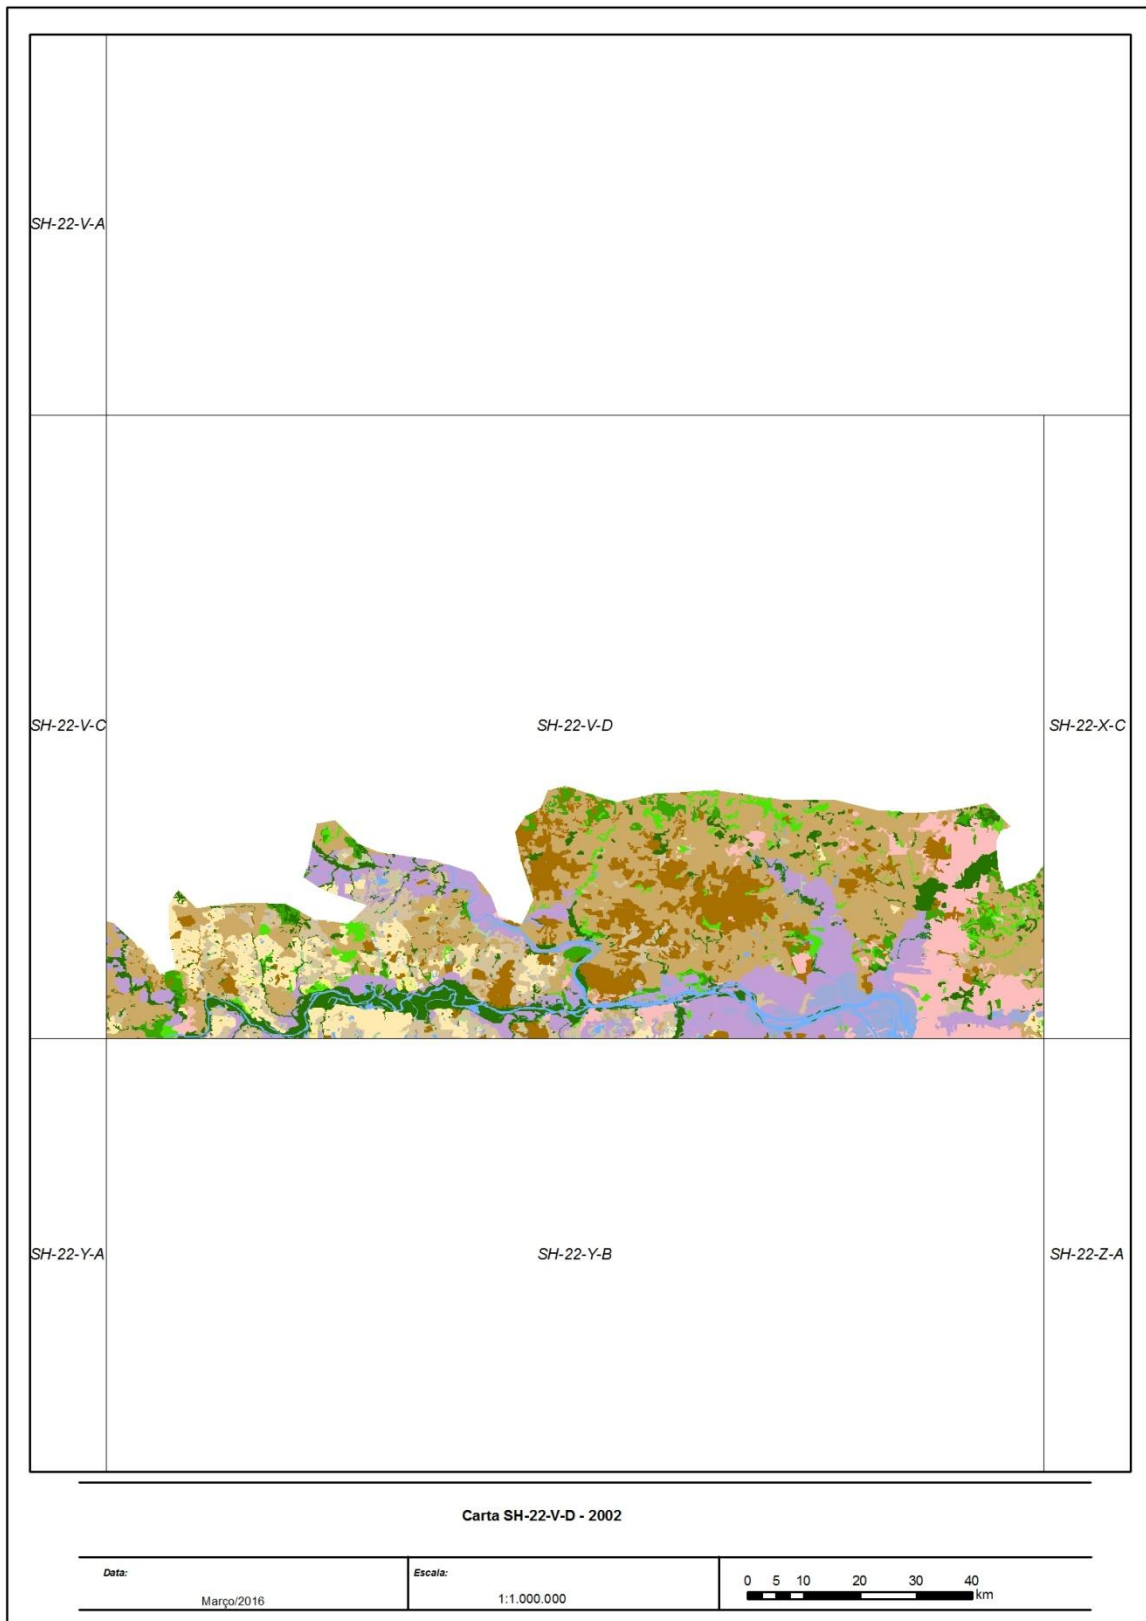 SH-22-V-A
SH-22-V-C
SH-22-V-D
SH-22-X-C
SH-22-Y-A
SH-22-Y-B
SH-22-Z-A
Carta SH-22-V-D - 2002
Data:
Março/2016
Escala:
1:1.000.000
0 5 10 20 30 40
km